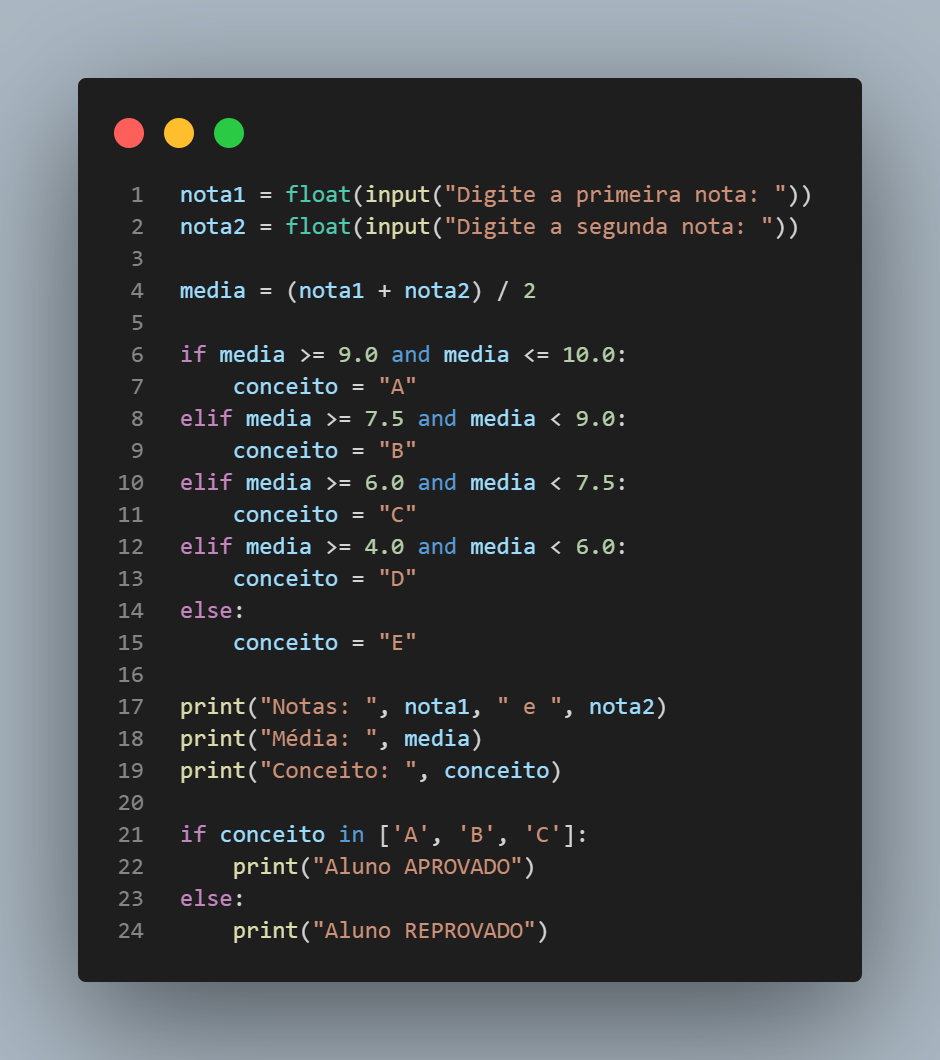 1 nota1 = float(input("Digite a primeira nota: "))
2 nota2 = float(input("Digite a segunda nota: "))
3
4 media = (nota1 + nota2) / 2
5
6 if media >= 9.0 and media <= 10.0:
7     conceito = "A"
8 elif media >= 7.5 and media < 9.0:
9     conceito = "B"
10 elif media >= 6.0 and media < 7.5:
11     conceito = "C"
12 elif media >= 4.0 and media < 6.0:
13     conceito = "D"
14 else:
15     conceito = "E"
16
17 print("Notas: ", nota1, " e ", nota2)
18 print("Média: ", media)
19 print("Conceito: ", conceito)
20
21 if conceito in ['A', 'B', 'C']:
22     print("Aluno APROVADO")
23 else:
24     print("Aluno REPROVADO")